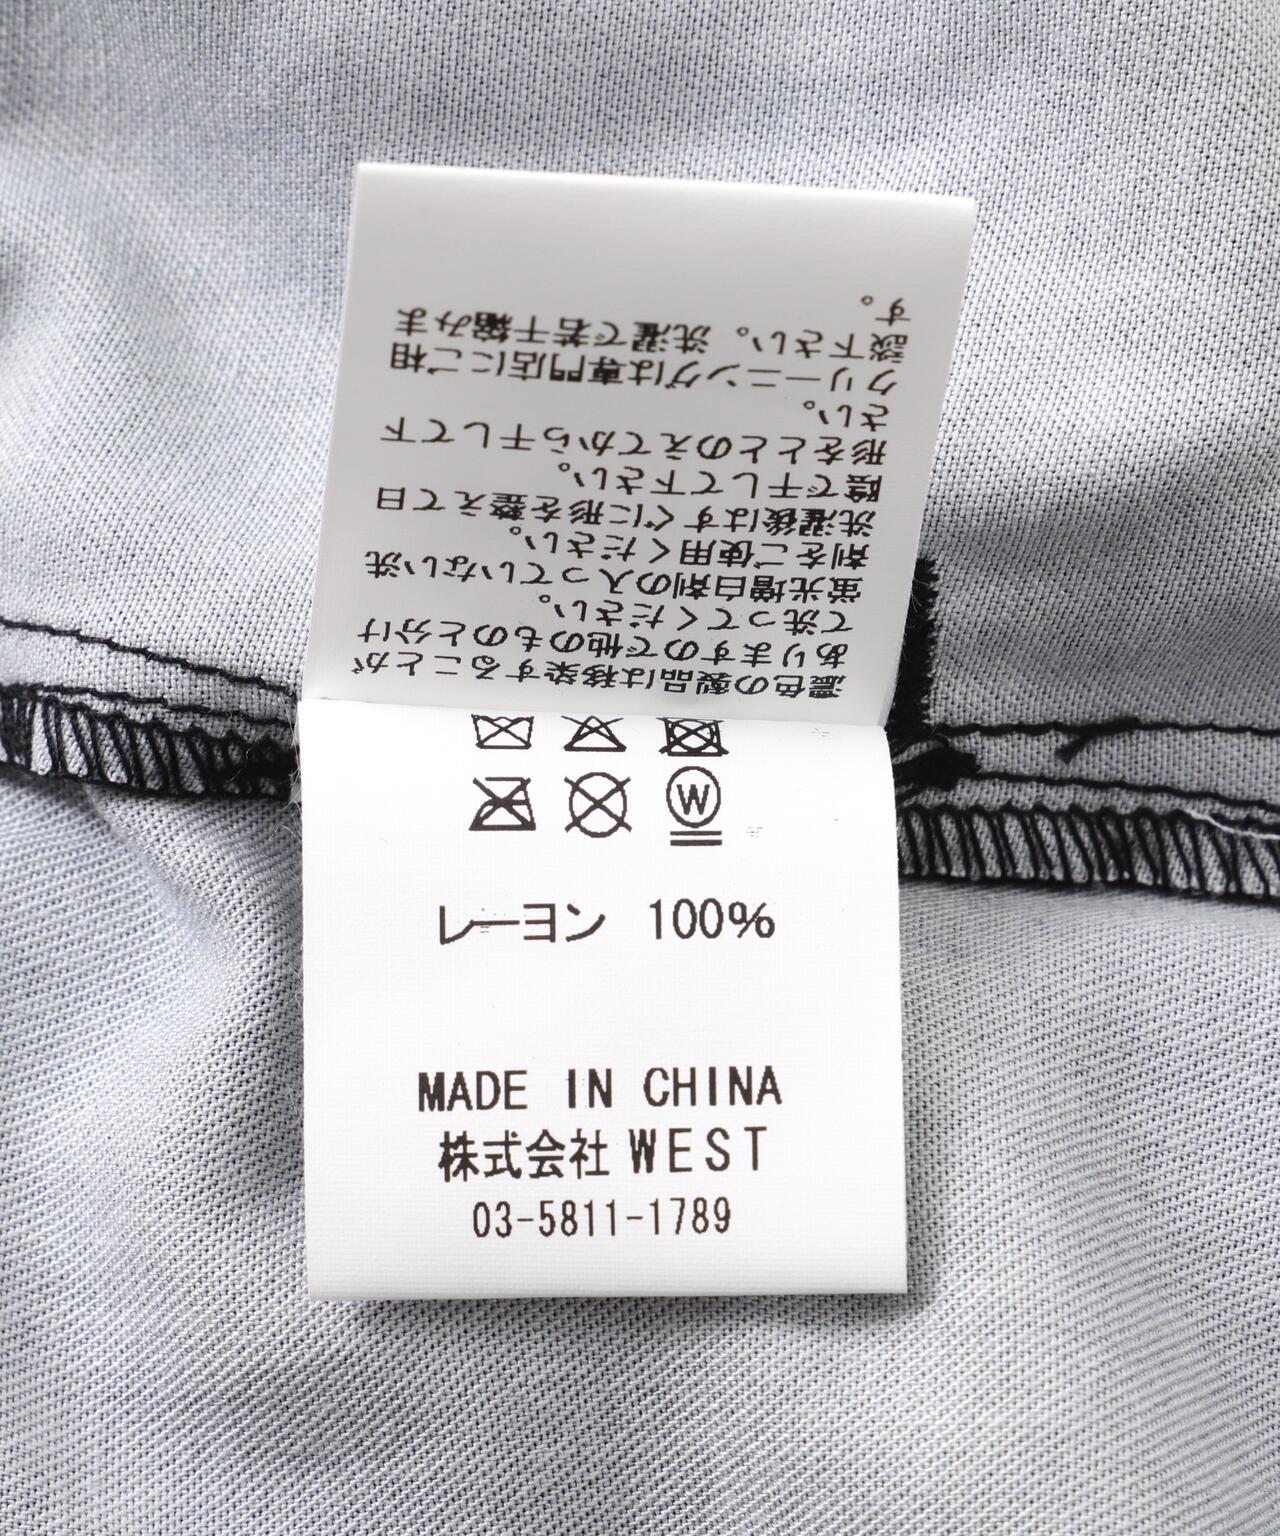 濃色の製品は移染することが
ありますので他のものと分け
て洗ってください。
蛍光増白剤の入っていない洗
剤をご使用ください。
洗濯後はすぐに形を整えて日
陰で干して下さい。
形をととのえてから干して下
さい。
クリーニングは専門店にご相
談下さい。洗濯で若干縮みま
す。
W
レーヨン 100%
MADE IN CHINA
株式会社 WEST
03-5811-1789